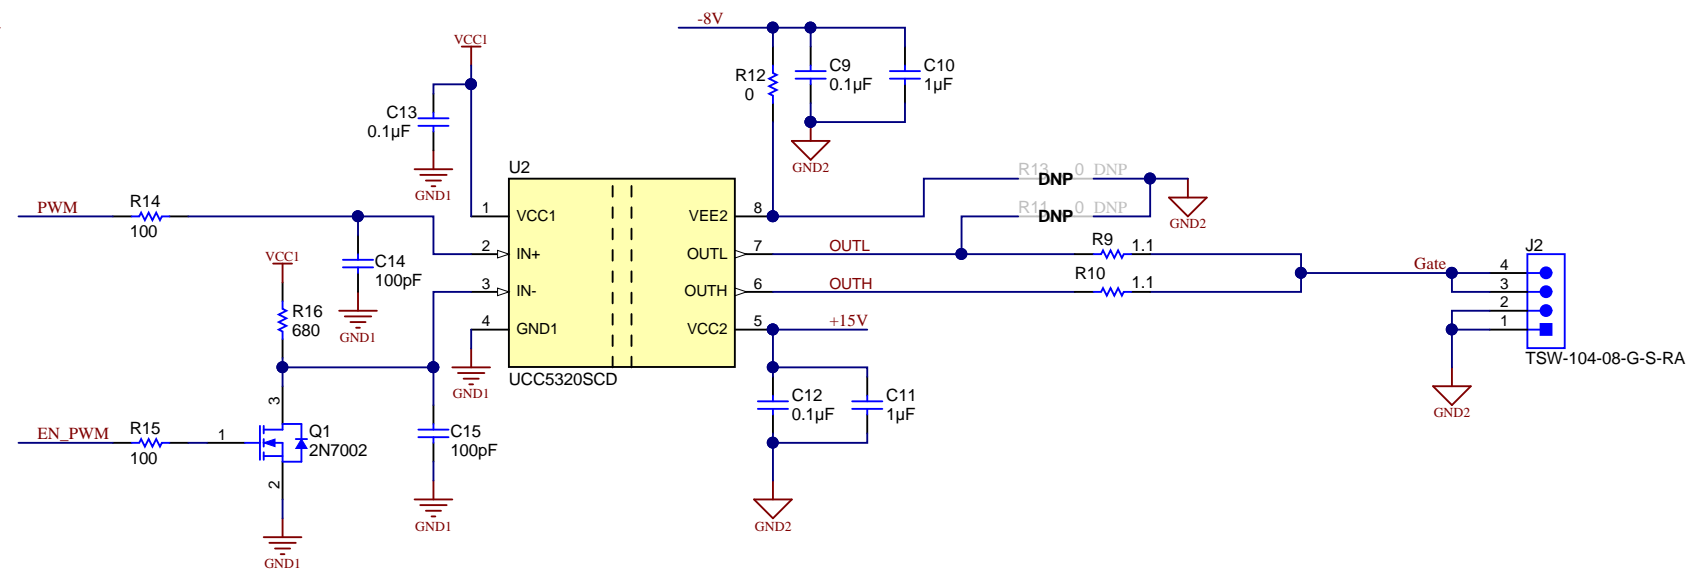 -8V
VCC1
R12
0
C9
0.1µF
C10
1µF
C13
0.1µF
GND1
GND2
U2
R13 0 DNP
DNP
R11 0 DNP
DNP
GND2
PWM
R14
100
1 VCC1
VEE2 8
2 IN+
OUTL 7
OUTL
3 IN-
OUTH 6
OUTH
4 GND1
VCC2 5
+15V
R9 1.1
R10 1.1
Gate
J2
4
3
2
1
TSW-104-08-G-S-RA
GND2
C14
100pF
GND1
VCC1
R16
680
GND1
UCC5320SCD
C12
0.1µF
C11
1µF
GND2
EN_PWM
R15
100
1
3
2
Q1
2N7002
GND1
C15
100pF
GND1